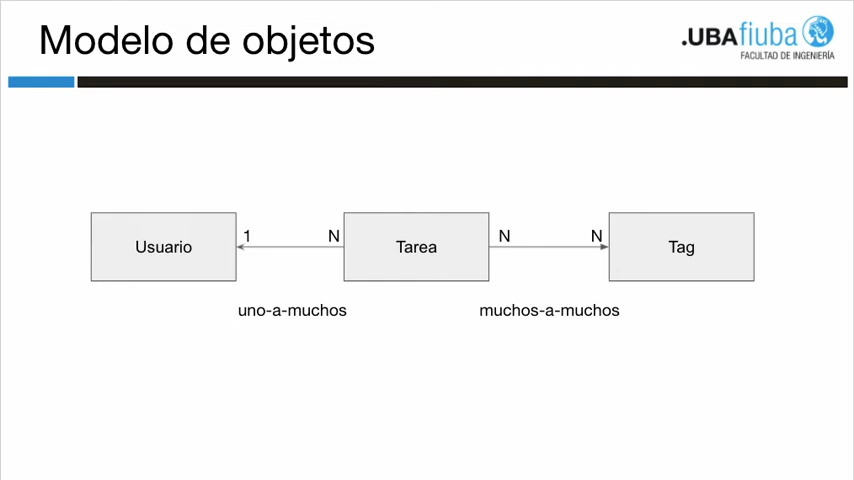 Modelo de objetos
.UBAfiuba
FACULTAD DE INGENIERÍA
Usuario
1
N
Tarea
N
N
Tag
uno-a-muchos
muchos-a-muchos